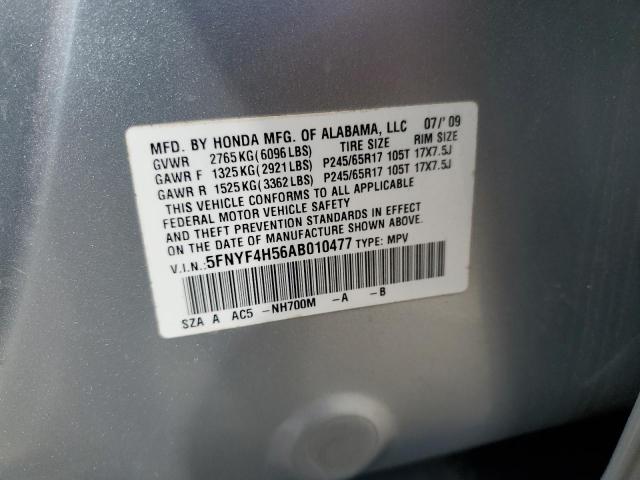 MFD. BY HONDA MFG. OF ALABAMA, LLC 07/'09
GVWR 2765KG(6096LBS) TIRE SIZE RIM SIZE
GAWR F 1325KG(2921LBS) P245/65R17 105T 17X7.5J
GAWR R 1525KG(3362LBS) P245/65R17 105T 17X7.5J
THIS VEHICLE CONFORMS TO ALL APPLICABLE
FEDERAL MOTOR VEHICLE SAFETY
AND THEFT PREVENTION STANDARDS IN EFFECT
ON THE DATE OF MANUFACTURE SHOWN ABOVE.
V.I.N.:5FNYF4H56AB010477 TYPE: MPV
SZA A AC5 -NH700M -A -B